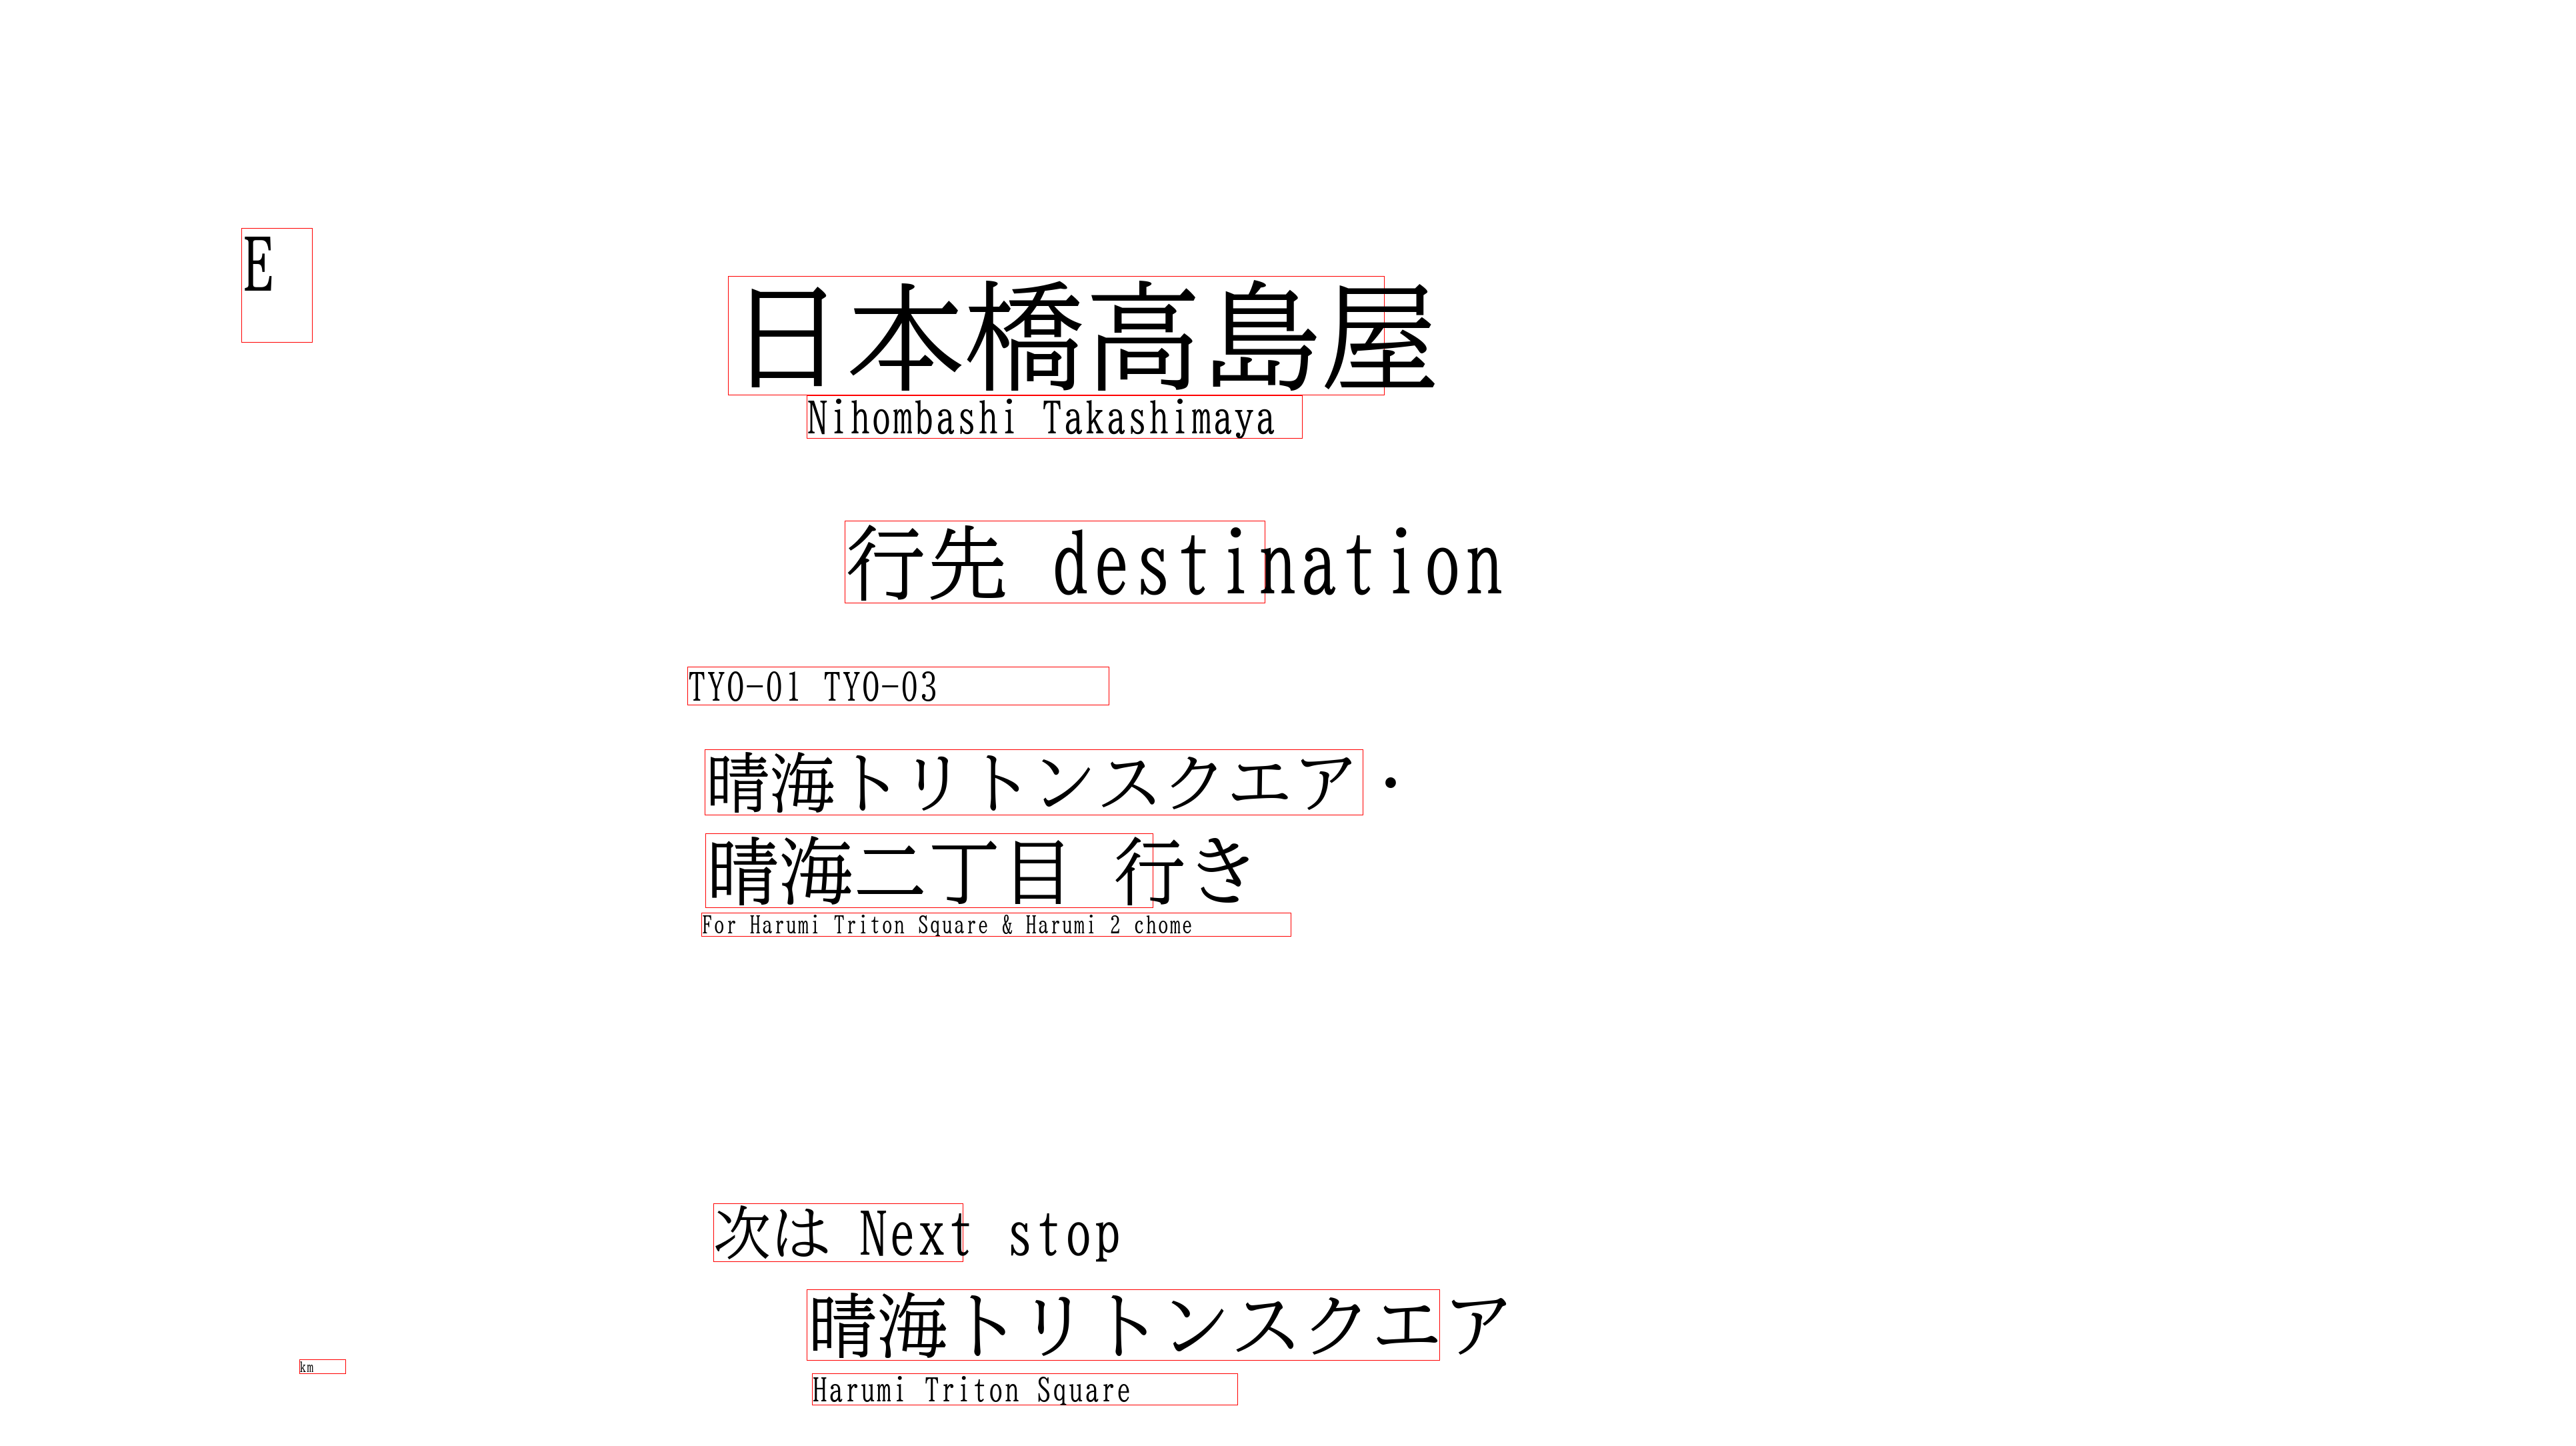 E
日本橋高島屋
Nihombashi Takashimaya
行先 destination
TYO-01 TYO-03
晴海トリトンスクエア・
晴海二丁目 行き
For Harumi Triton Square & Harumi 2 chome
次は Next stop
晴海トリトンスクエア
km
Harumi Triton Square